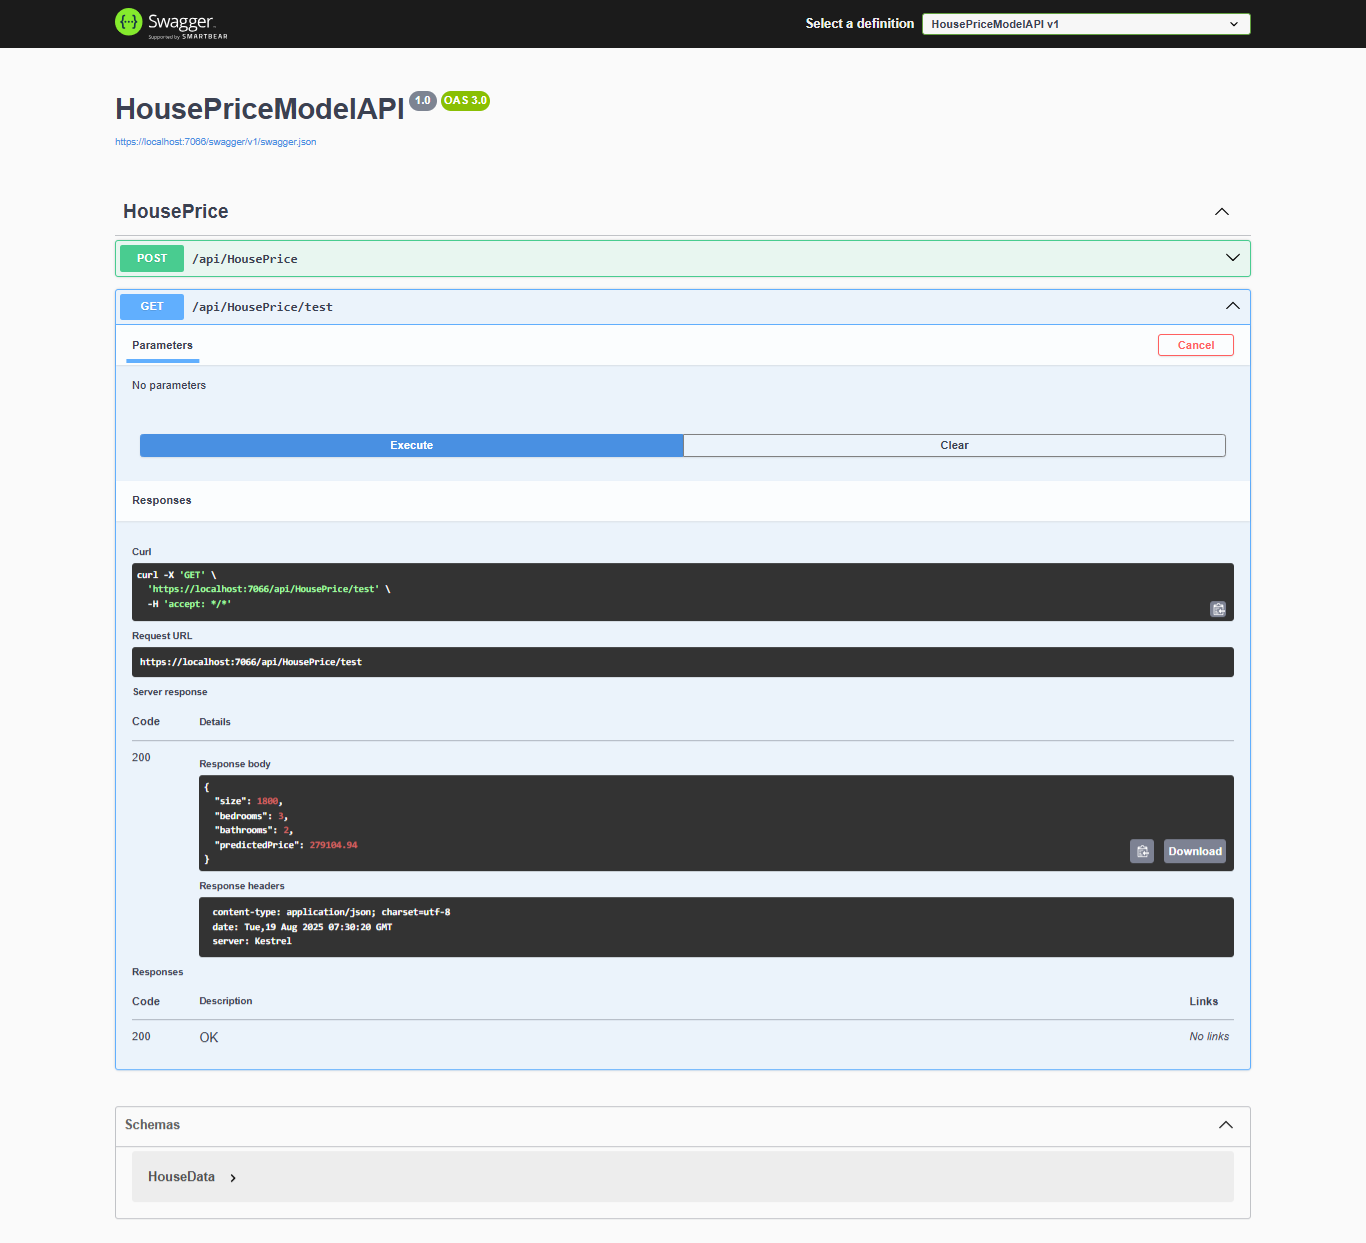 Swagger
Supported by SMARTBEAR
Select a definition
HousePriceModelAPI v1
HousePriceModelAPI 1.0 OAS 3.0
https://localhost:7066/swagger/v1/swagger.json
HousePrice
POST /api/HousePrice
GET /api/HousePrice/test
Parameters
Cancel
No parameters
Execute
Clear
Responses
Curl
curl -X 'GET' \
'https://localhost:7066/api/HousePrice/test' \
-H 'accept: */*'
Request URL
https://localhost:7066/api/HousePrice/test
Server response
Code Details
200
Response body
{
"size": 1800,
"bedrooms": 3,
"bathrooms": 2,
"predictedPrice": 279104.94
}
Download
Response headers
content-type: application/json; charset=utf-8
date: Tue,19 Aug 2025 07:30:20 GMT
server: Kestrel
Responses
Code Description Links
200 OK No links
Schemas
HouseData